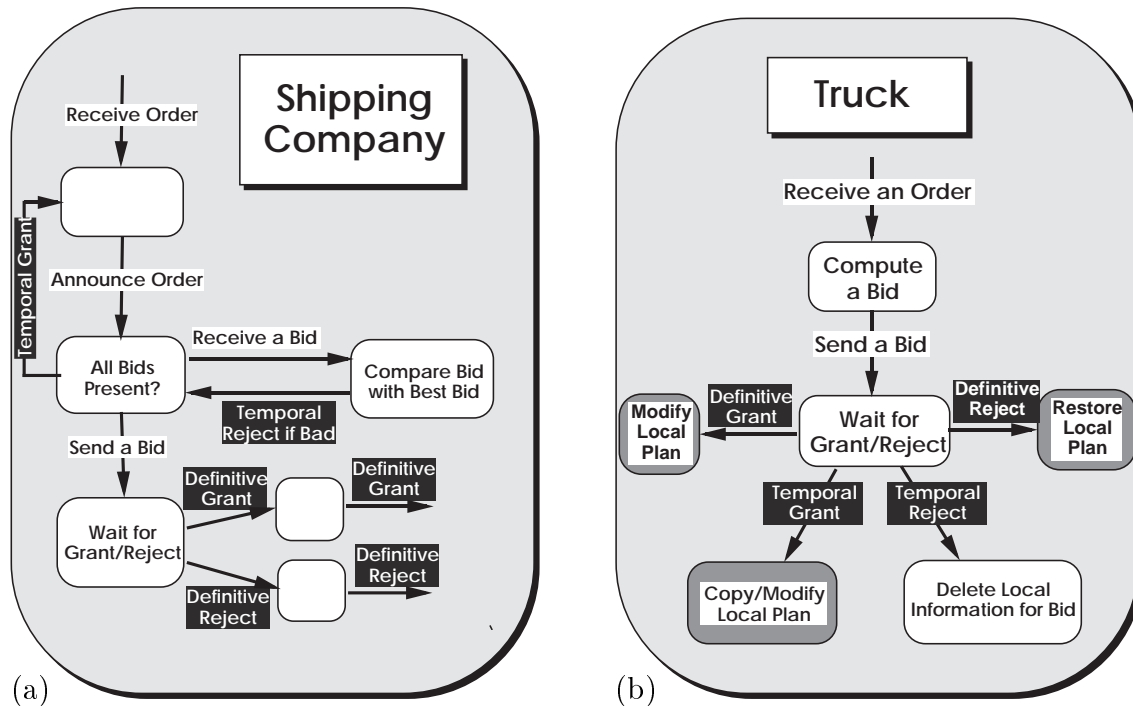 Shipping
Company
Receive Order
Temporal Grant
Announce Order
All Bids
Present?
Receive a Bid
Temporal
Reject if Bad
Compare Bid
with Best Bid
Send a Bid
Wait for
Grant/Reject
Definitive
Grant
Definitive
Grant
Definitive
Reject
Definitive
Reject
(a)
Truck
Receive an Order
Compute
a Bid
Send a Bid
Wait for
Grant/Reject
Definitive
Grant
Modify
Local
Plan
Definitive
Reject
Restore
Local
Plan
Temporal
Grant
Temporal
Reject
Copy/Modify
Local Plan
Delete Local
Information for Bid
(b)